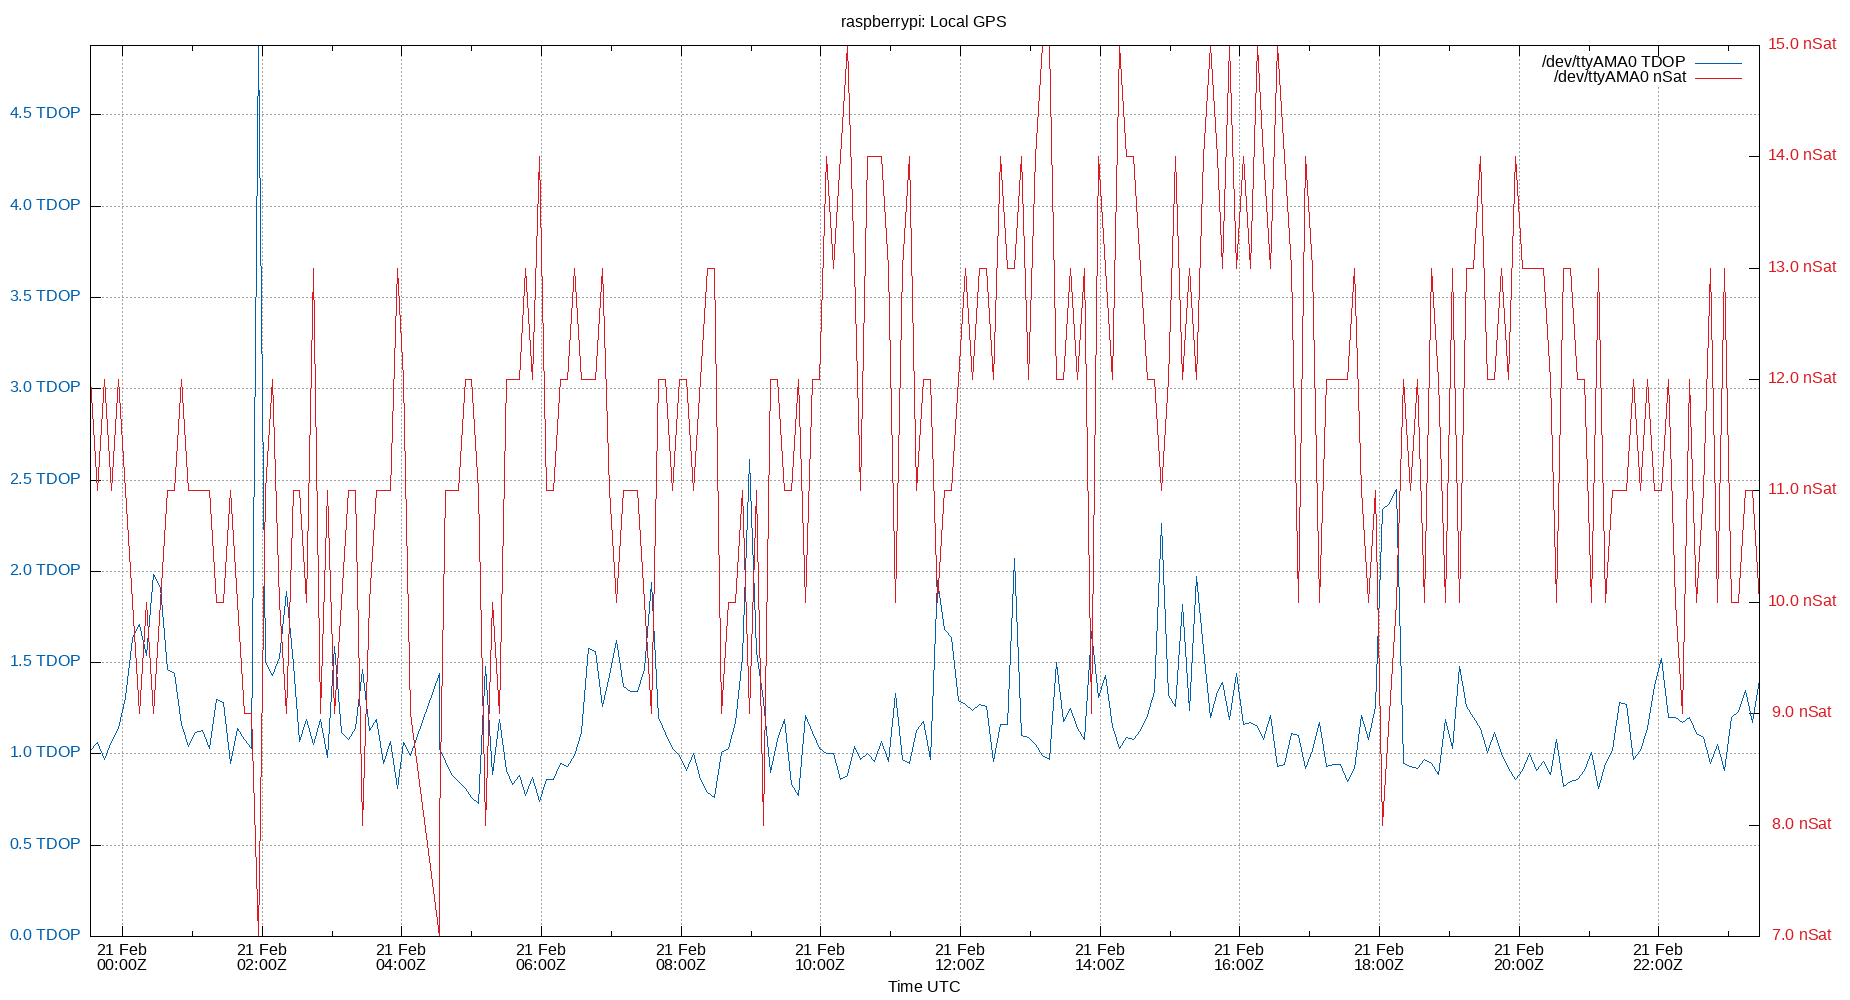 raspberrypi: Local GPS
15.0 nSat
/dev/ttyAMA0 TDOP
/dev/ttyAMA0 nSat
4.5 TDOP
14.0 nSat
4.0 TDOP
13.0 nSat
3.5 TDOP
3.0 TDOP
12.0 nSat
2.5 TDOP
11.0 nSat
2.0 TDOP
10.0 nSat
1.5 TDOP
9.0 nSat
1.0 TDOP
8.0 nSat
0.5 TDOP
0.0 TDOP
7.0 nSat
21 Feb 21 Feb 21 Feb 21 Feb 21 Feb 21 Feb 21 Feb 21 Feb 21 Feb 21 Feb 21 Feb 21 Feb
00:00Z 02:00Z 04:00Z 06:00Z 08:00Z 10:00Z 12:00Z 14:00Z 16:00Z 18:00Z 20:00Z 22:00Z
Time UTC